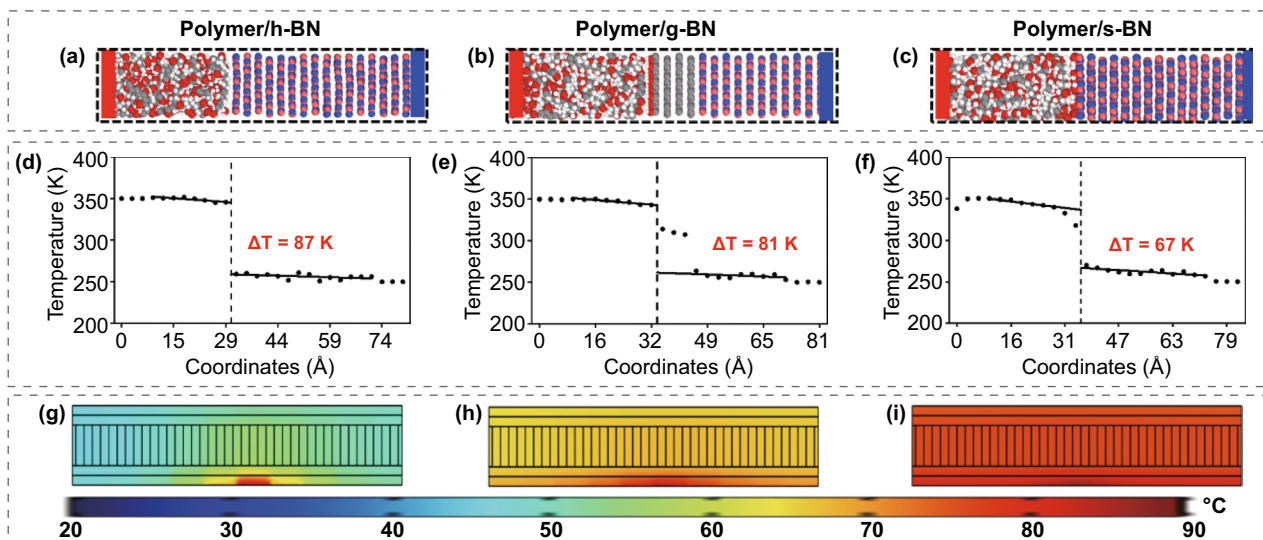 Polymer/h-BN Polymer/g-BN Polymer/s-BN
(a) (b) (c)
(d) (e) (f)
Temperature (K) 400 350 300 250 200
ΔT = 87 K
0 15 29 44 59 74
Coordinates (Å)
Temperature (K) 400 350 300 250 200
ΔT = 81 K
0 16 32 49 65 81
Coordinates (Å)
Temperature (K) 400 350 300 250 200
ΔT = 67 K
0 16 31 47 63 79
Coordinates (Å)
(g) (h) (i)
°C
20 30 40 50 60 70 80 90